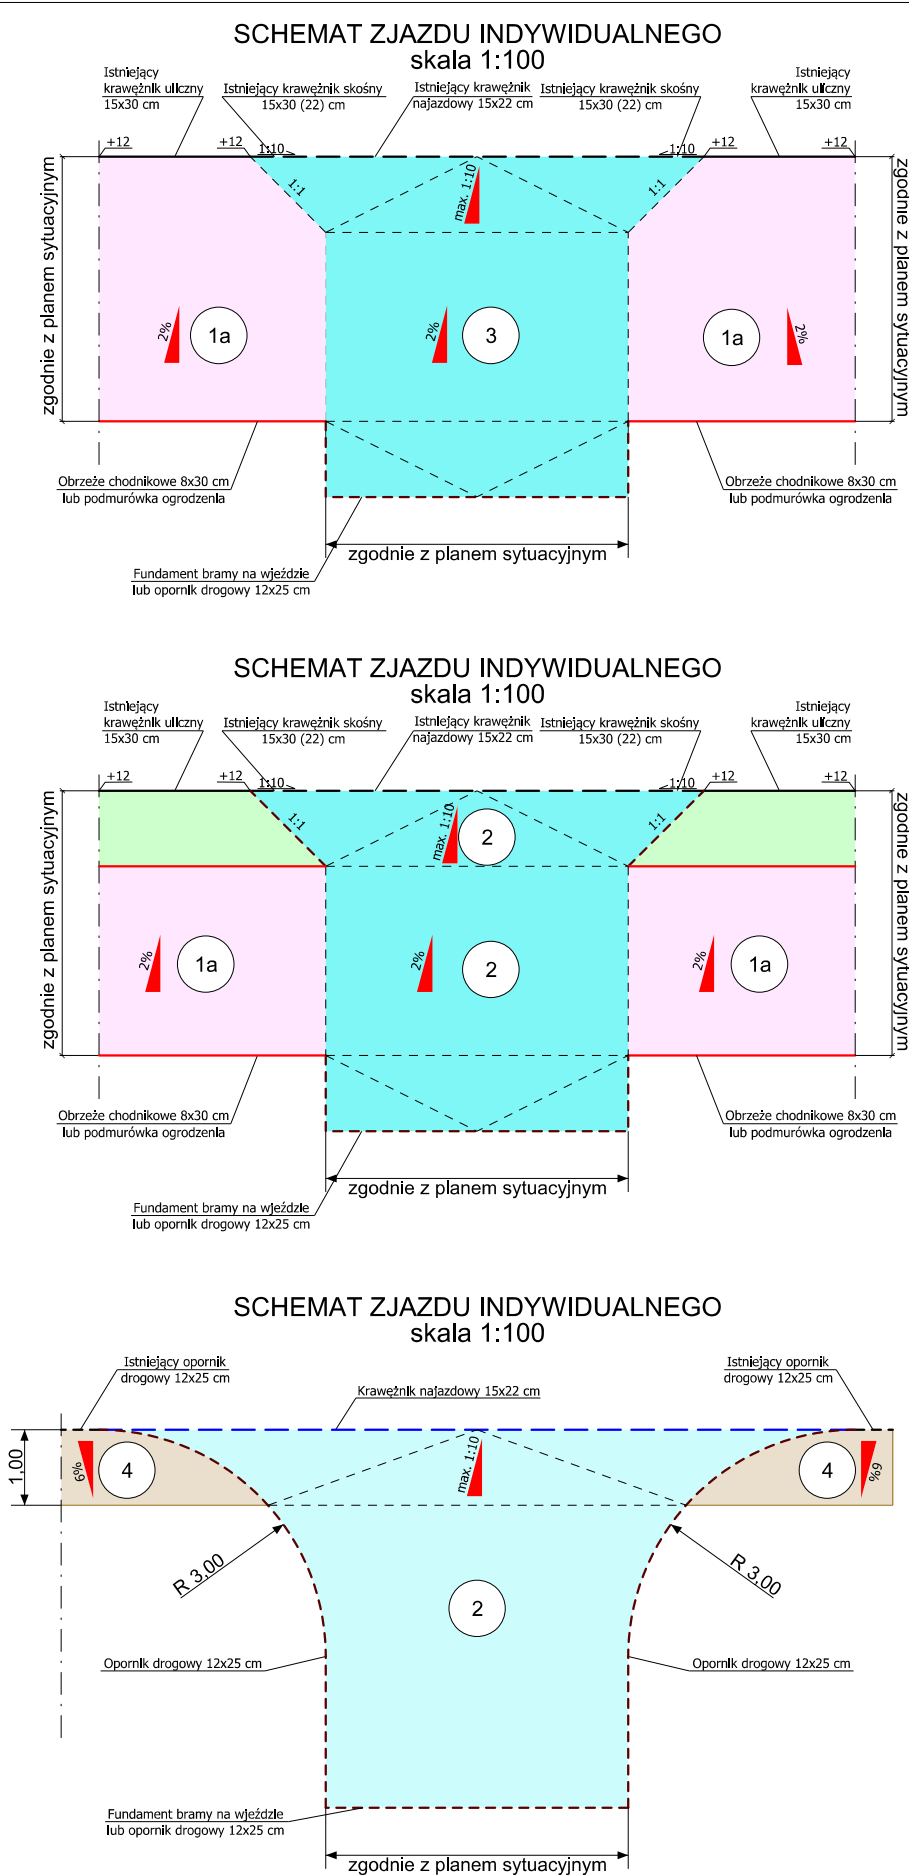 SCHEMAT ZJAZDU INDYWIDUALNEGO
skala 1:100
Istniejący
krawężnik uliczny
15x30 cm
Istniejący krawężnik skośny
15x30 (22) cm
Istniejący krawężnik
najazdowy 15x22 cm
Istniejący krawężnik skośny
15x30 (22) cm
Istniejący
krawężnik uliczny
15x30 cm
+12
+12
1:10
1:10
+12
+12
zgodnie z planem sytuacyjnym
1:1
max. 1:10
1:1
zgodnie z planem sytuacyjnym
2%
1a
2%
3
1a
2%
Obrzeże chodnikowe 8x30 cm
lub podmurówka ogrodzenia
Obrzeże chodnikowe 8x30 cm
lub podmurówka ogrodzenia
zgodnie z planem sytuacyjnym
Fundament bramy na wjeździe
lub opornik drogowy 12x25 cm
SCHEMAT ZJAZDU INDYWIDUALNEGO
skala 1:100
Istniejący
krawężnik uliczny
15x30 cm
Istniejący krawężnik skośny
15x30 (22) cm
Istniejący krawężnik
najazdowy 15x22 cm
Istniejący krawężnik skośny
15x30 (22) cm
Istniejący
krawężnik uliczny
15x30 cm
+12
+12
1:10
1:10
+12
+12
zgodnie z planem sytuacyjnym
1:1
max. 1:10
2
1:1
zgodnie z planem sytuacyjnym
2%
1a
2%
2
2%
1a
Obrzeże chodnikowe 8x30 cm
lub podmurówka ogrodzenia
Obrzeże chodnikowe 8x30 cm
lub podmurówka ogrodzenia
zgodnie z planem sytuacyjnym
Fundament bramy na wjeździe
lub opornik drogowy 12x25 cm
SCHEMAT ZJAZDU INDYWIDUALNEGO
skala 1:100
Istniejący opornik
drogowy 12x25 cm
Krawężnik najazdowy 15x22 cm
Istniejący opornik
drogowy 12x25 cm
1,00
6%
4
max. 1:10
4
6%
R 3,00
R 3,00
2
Opornik drogowy 12x25 cm
Opornik drogowy 12x25 cm
Fundament bramy na wjeździe
lub opornik drogowy 12x25 cm
zgodnie z planem sytuacyjnym